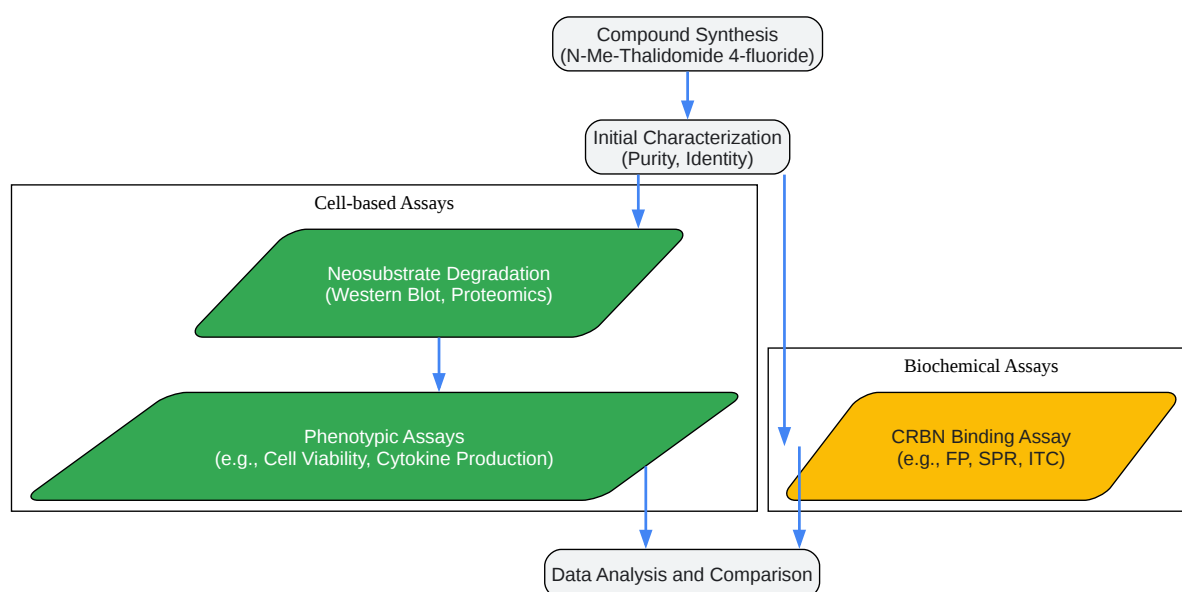 Compound Synthesis
(N-Me-Thalidomide 4-fluoride)
Initial Characterization
(Purity, Identity)
Cell-based Assays
Neosubstrate Degradation
(Western Blot, Proteomics)
Phenotypic Assays
(e.g., Cell Viability, Cytokine Production)
Biochemical Assays
CRBN Binding Assay
(e.g., FP, SPR, ITC)
Data Analysis and Comparison